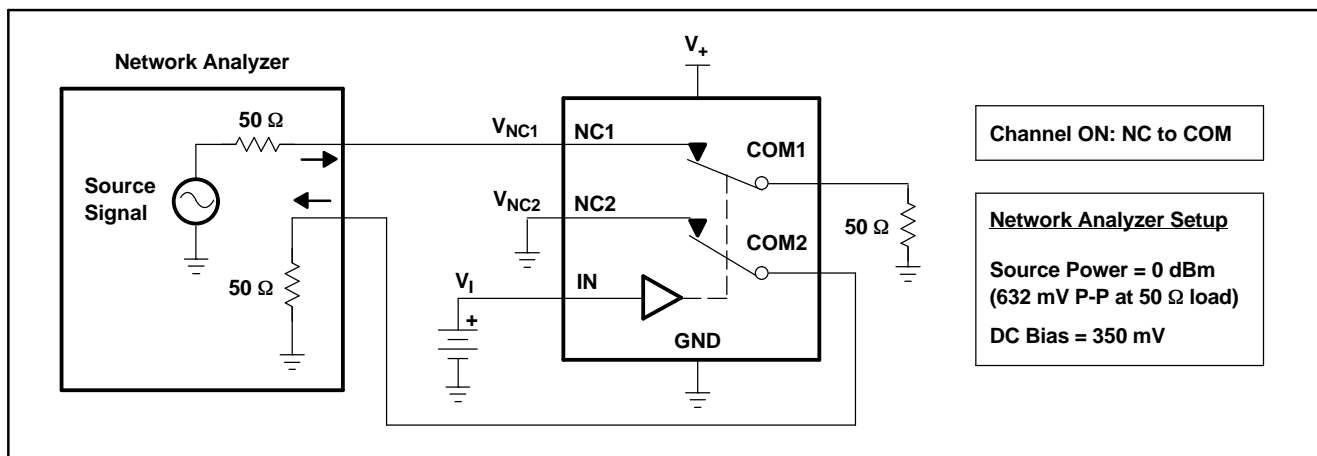 Network Analyzer
50 Ω
Source
Signal
50 Ω
V+
VNC1
NC1
COM1
VNC2
NC2
COM2
50 Ω
VI
IN
+
GND
Channel ON: NC to COM
Network Analyzer Setup
Source Power = 0 dBm
(632 mV P-P at 50 Ω load)
DC Bias = 350 mV